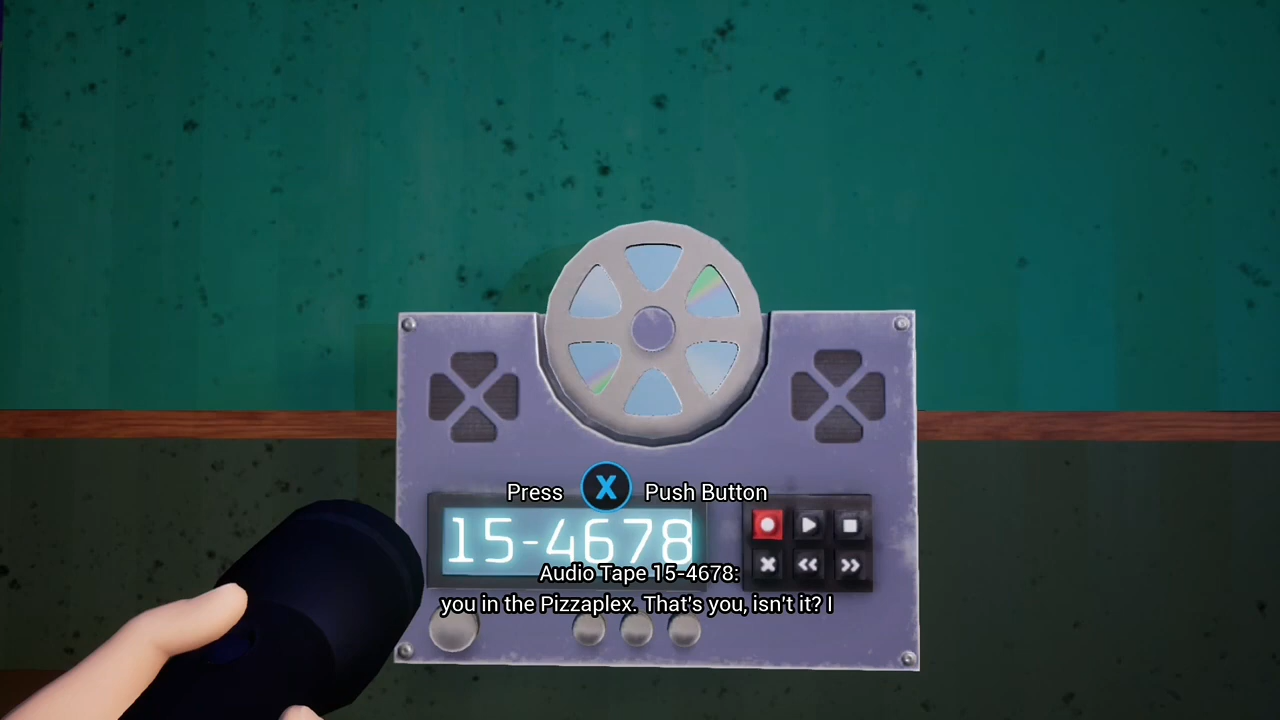 Press X Push Button
15-4678
Audio Tape 15-4678:
you in the Pizzaplex. That's you, isn't it? I